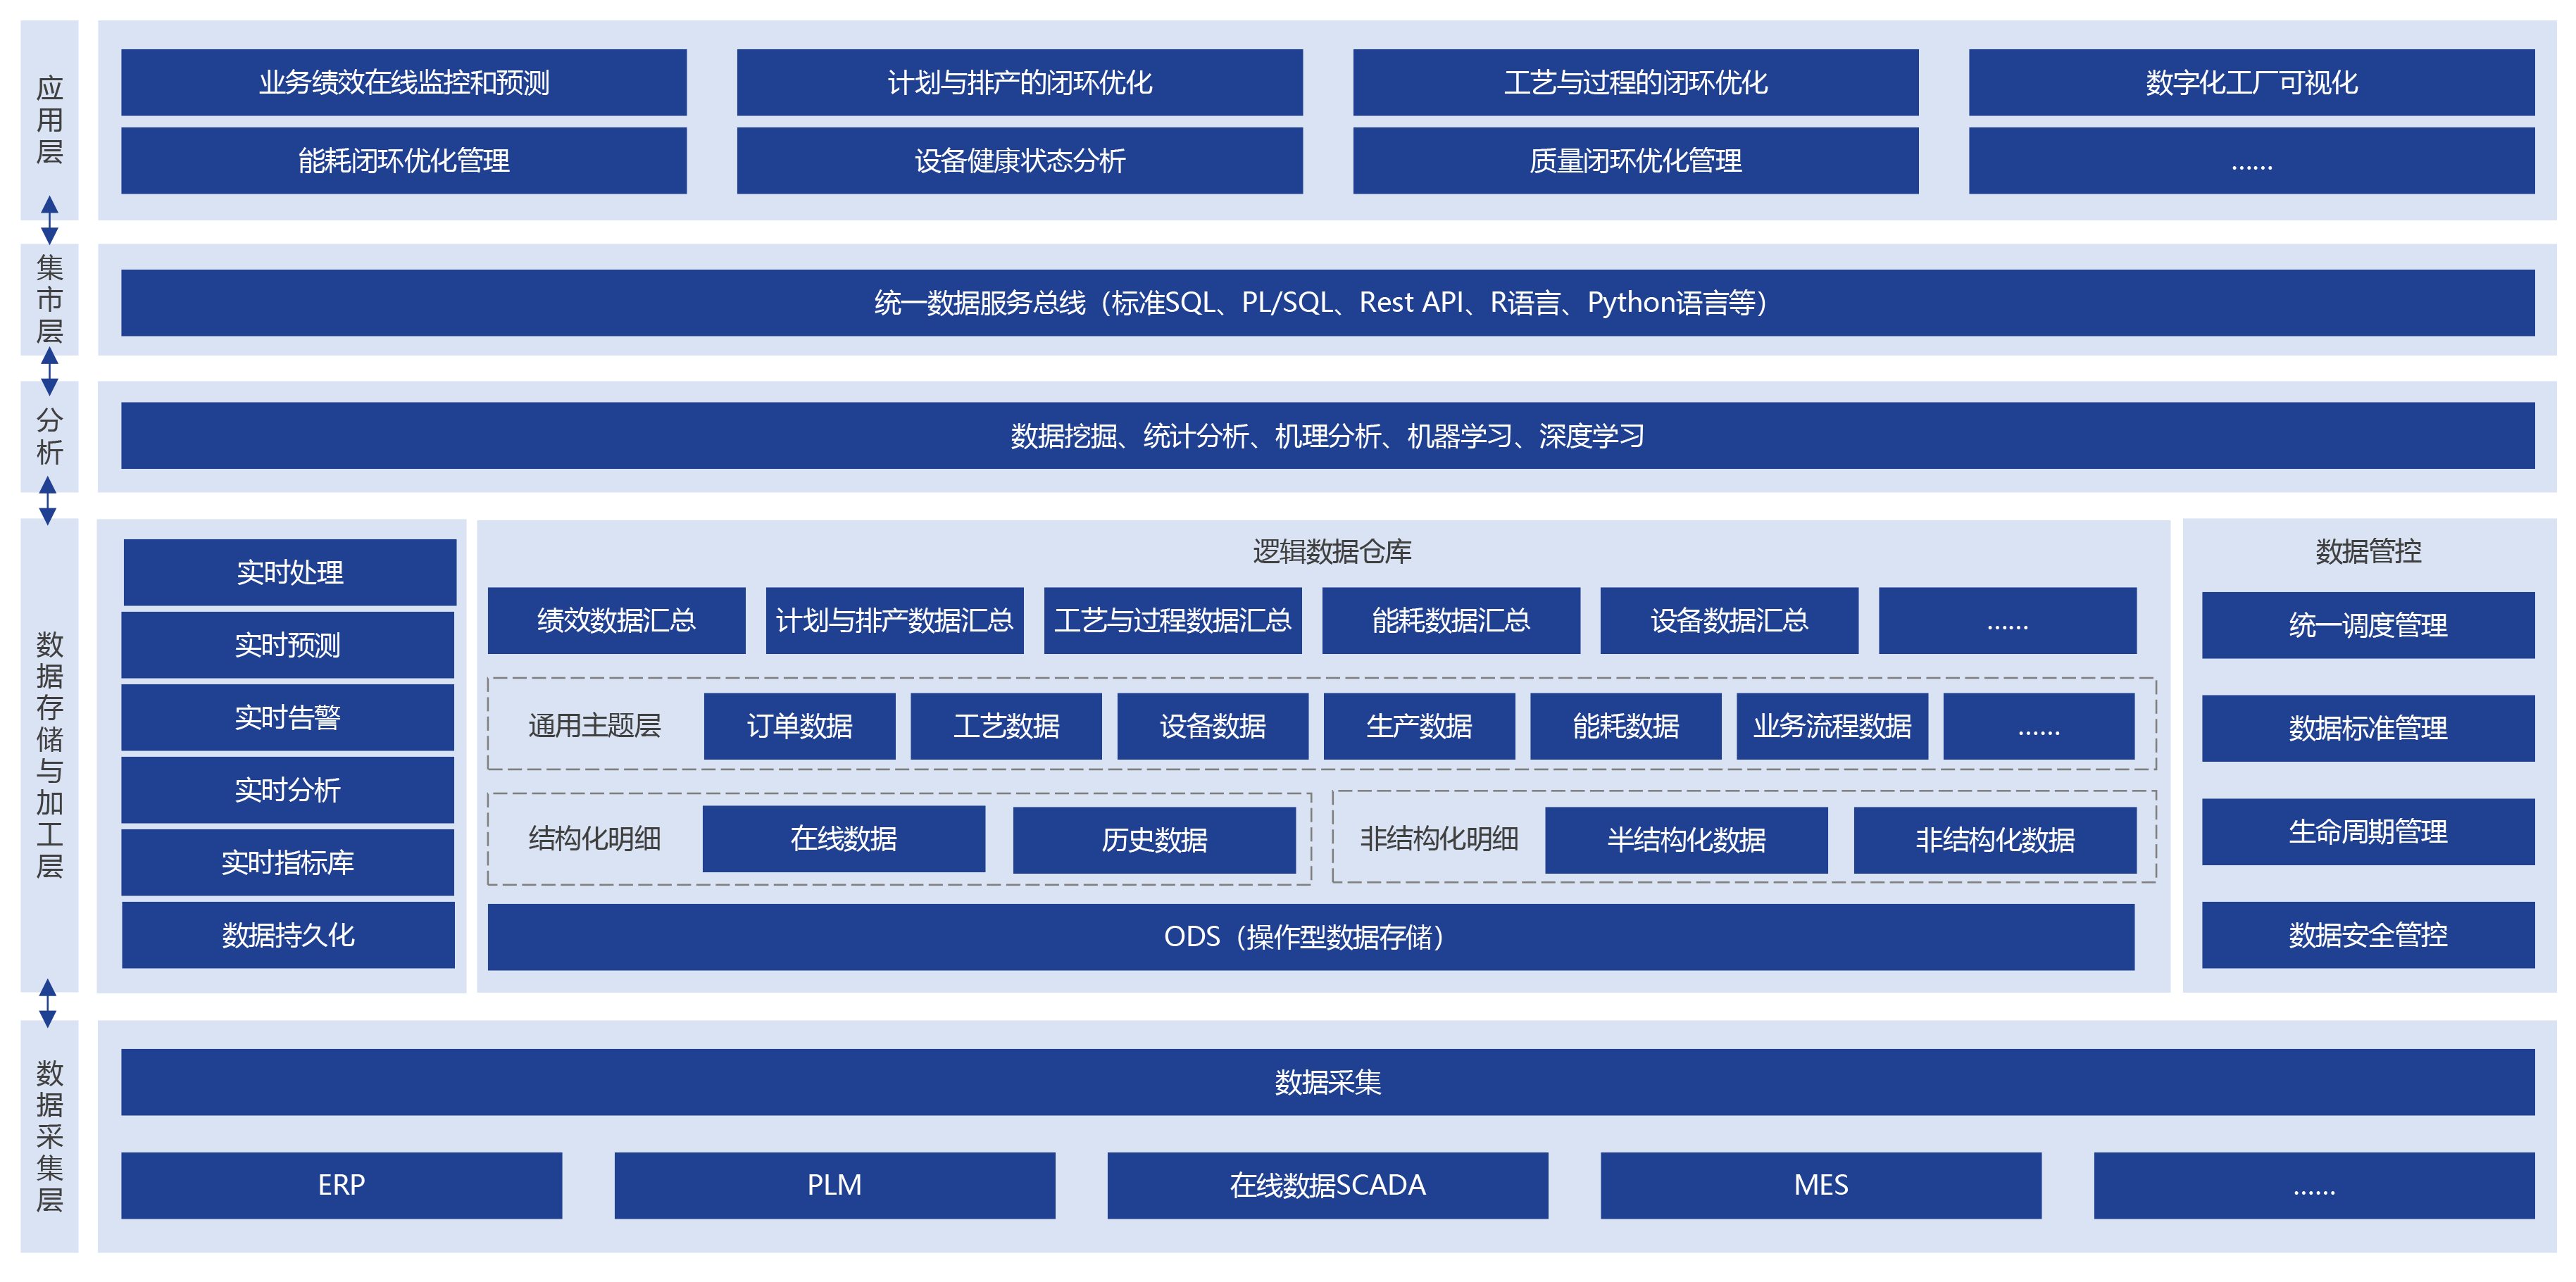 应用层
业务绩效在线监控和预测
计划与排产的闭环优化
工艺与过程的闭环优化
数字化工厂可视化
能耗闭环优化管理
设备健康状态分析
质量闭环优化管理
……
集市层
统一数据服务总线（标准SQL、PL/SQL、Rest API、R语言、Python语言等）
分析
数据挖掘、统计分析、机理分析、机器学习、深度学习
数据存储与加工层
实时处理
实时预测
实时告警
实时分析
实时指标库
数据持久化
逻辑数据仓库
绩效数据汇总
计划与排产数据汇总
工艺与过程数据汇总
能耗数据汇总
设备数据汇总
……
通用主题层
订单数据
工艺数据
设备数据
生产数据
能耗数据
业务流程数据
……
结构化明细
在线数据
历史数据
非结构化明细
半结构化数据
非结构化数据
ODS（操作型数据存储）
数据管控
统一调度管理
数据标准管理
生命周期管理
数据安全管控
数据采集层
数据采集
ERP
PLM
在线数据SCADA
MES
……